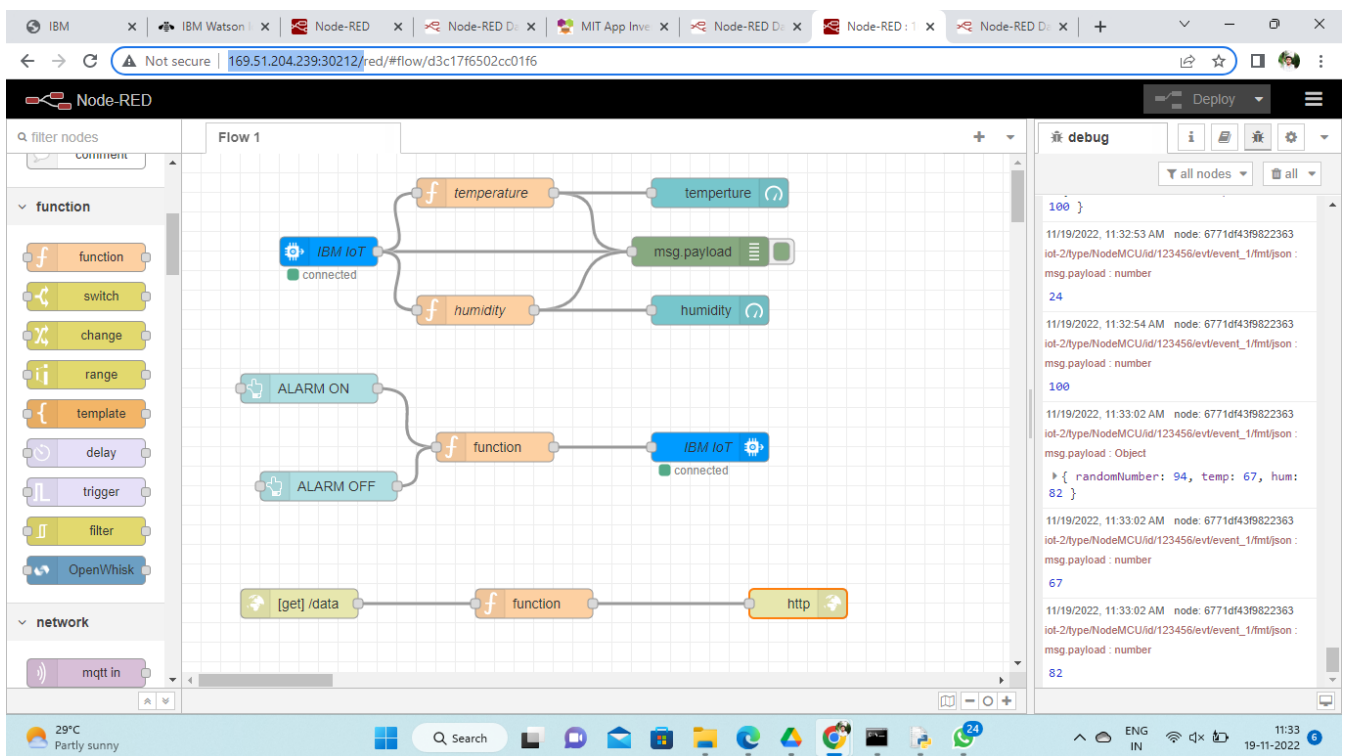 IBM
IBM Watson I
Node-RED
Node-RED Da
MIT App Inve
Node-RED Da
Node-RED : 1
Node-RED Da
Not secure | 169.51.204.239:30212/red/#flow/d3c17f6502cc01f6
Node-RED
Deploy
filter nodes
comment
function
function
switch
change
range
template
delay
trigger
filter
OpenWhisk
network
mqtt in
Flow 1
temperature
temperture
IBM IoT
connected
msg.payload
humidity
humidity
ALARM ON
function
IBM IoT
connected
ALARM OFF
[get] /data
function
http
debug
i
all nodes
all
100 }
11/19/2022, 11:32:53 AM node: 6771df43f9822363
iot-2/type/NodeMCU/id/123456/evt/event_1/fmt/json :
msg.payload : number
24
11/19/2022, 11:32:54 AM node: 6771df43f9822363
iot-2/type/NodeMCU/id/123456/evt/event_1/fmt/json :
msg.payload : number
100
11/19/2022, 11:33:02 AM node: 6771df43f9822363
iot-2/type/NodeMCU/id/123456/evt/event_1/fmt/json :
msg.payload : Object
{ randomNumber: 94, temp: 67, hum:
82 }
11/19/2022, 11:33:02 AM node: 6771df43f9822363
iot-2/type/NodeMCU/id/123456/evt/event_1/fmt/json :
msg.payload : number
67
11/19/2022, 11:33:02 AM node: 6771df43f9822363
iot-2/type/NodeMCU/id/123456/evt/event_1/fmt/json :
msg.payload : number
82
29°C
Partly sunny
Search
24
ENG
IN
11:33
19-11-2022
6